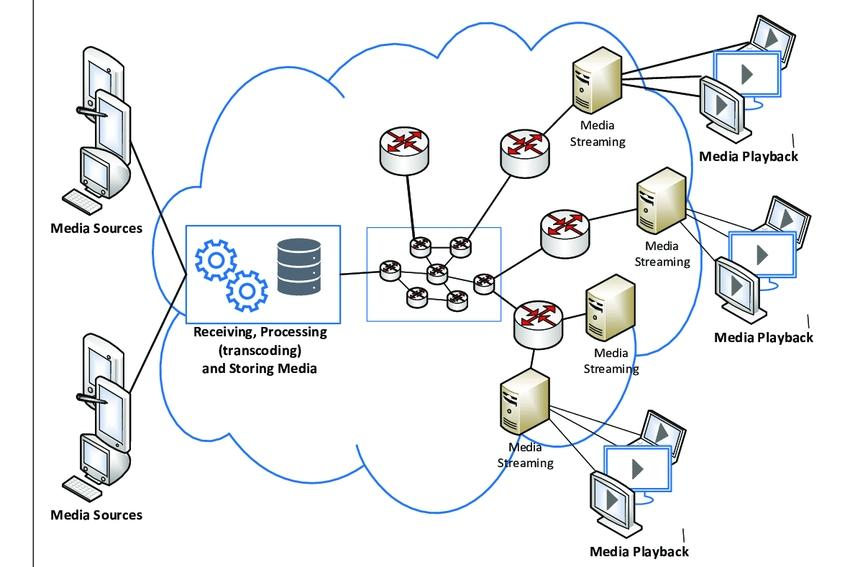 Media
Streaming
Media Playback
Media Sources
Media
Streaming
Media Playback
Receiving, Processing
(transcoding)
and Storing Media
Media
Streaming
Media
Streaming
Media Sources
Media Playback